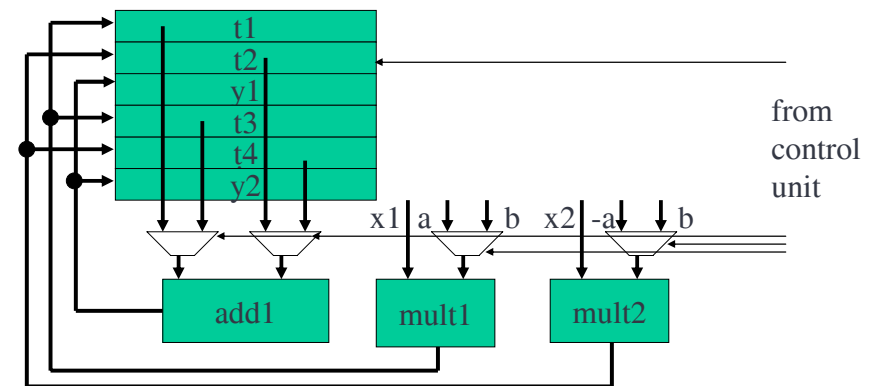 t1
t2
y1
t3
t4
y2
from
control
unit
x1 a b x2 -a b
add1 mult1 mult2